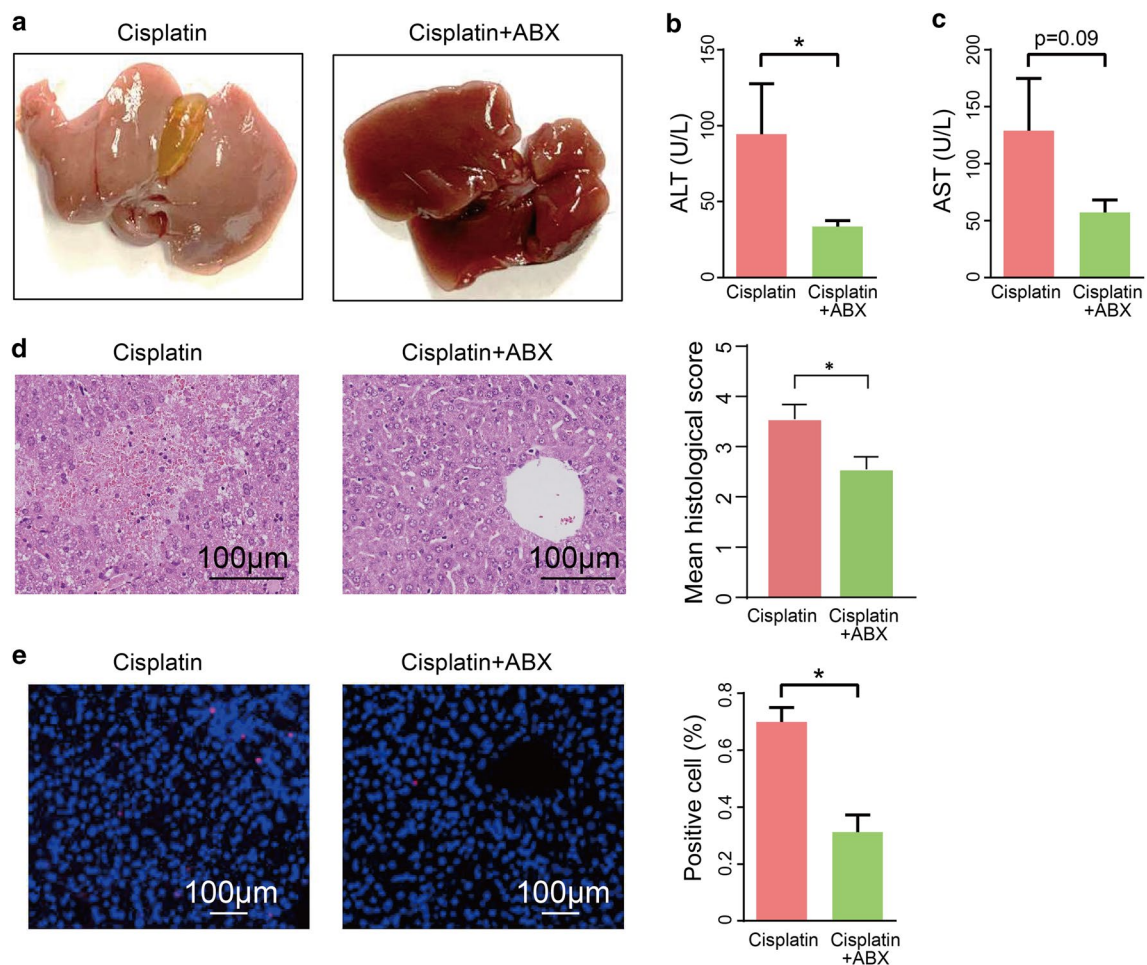 a
Cisplatin
Cisplatin+ABX
b
ALT (U/L)
150
100
50
0
*
Cisplatin
Cisplatin
+ABX
c
AST (U/L)
200
150
100
50
0
p=0.09
Cisplatin
Cisplatin
+ABX
d
Cisplatin
100μm
Cisplatin+ABX
100μm
Mean histological score
5
4
3
2
1
0
*
Cisplatin
Cisplatin
+ABX
e
Cisplatin
100μm
Cisplatin+ABX
100μm
Positive cell (%)
0.8
0.6
0.4
0.2
0
*
Cisplatin
Cisplatin
+ABX